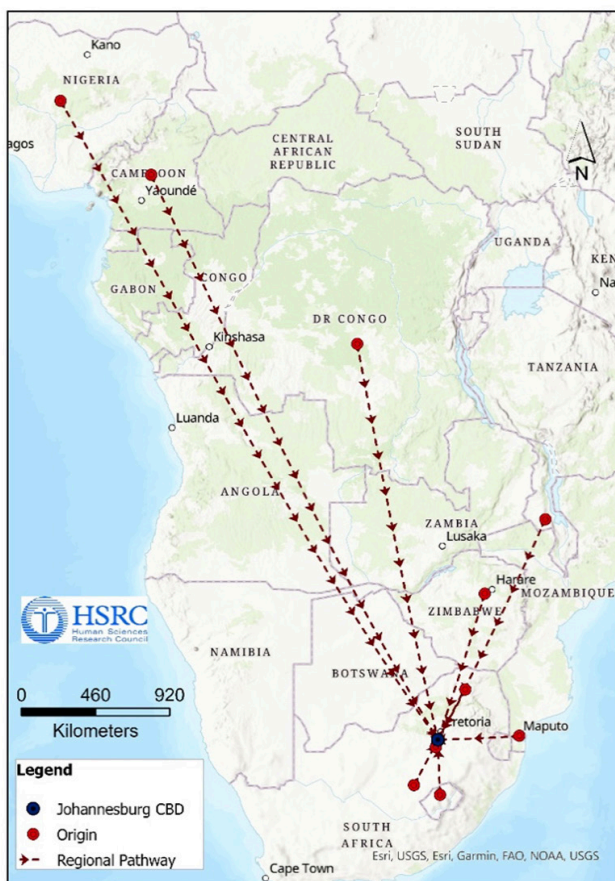 Kano
NIGERIA
agos
CENTRAL
AFRICAN
REPUBLIC
SOUTH
SUDAN
N
CAMEROON
Yaoundé
UGANDA
KEN
Na
GABON
CONGO
DR CONGO
Kinshasa
TANZANIA
Luanda
ANGOLA
ZAMBIA
Lusaka
Harare
MOZAMBIQUE
ZIMBABWE
HSRC
Human Sciences
Research Council
NAMIBIA
BOTSWANA
0 460 920
Kilometers
retoria
Maputo
Legend
Johannesburg CBD
Origin
Regional Pathway
SOUTH
AFRICA
Esri, USGS, Esri, Garmin, FAO, NOAA, USGS
Cape Town